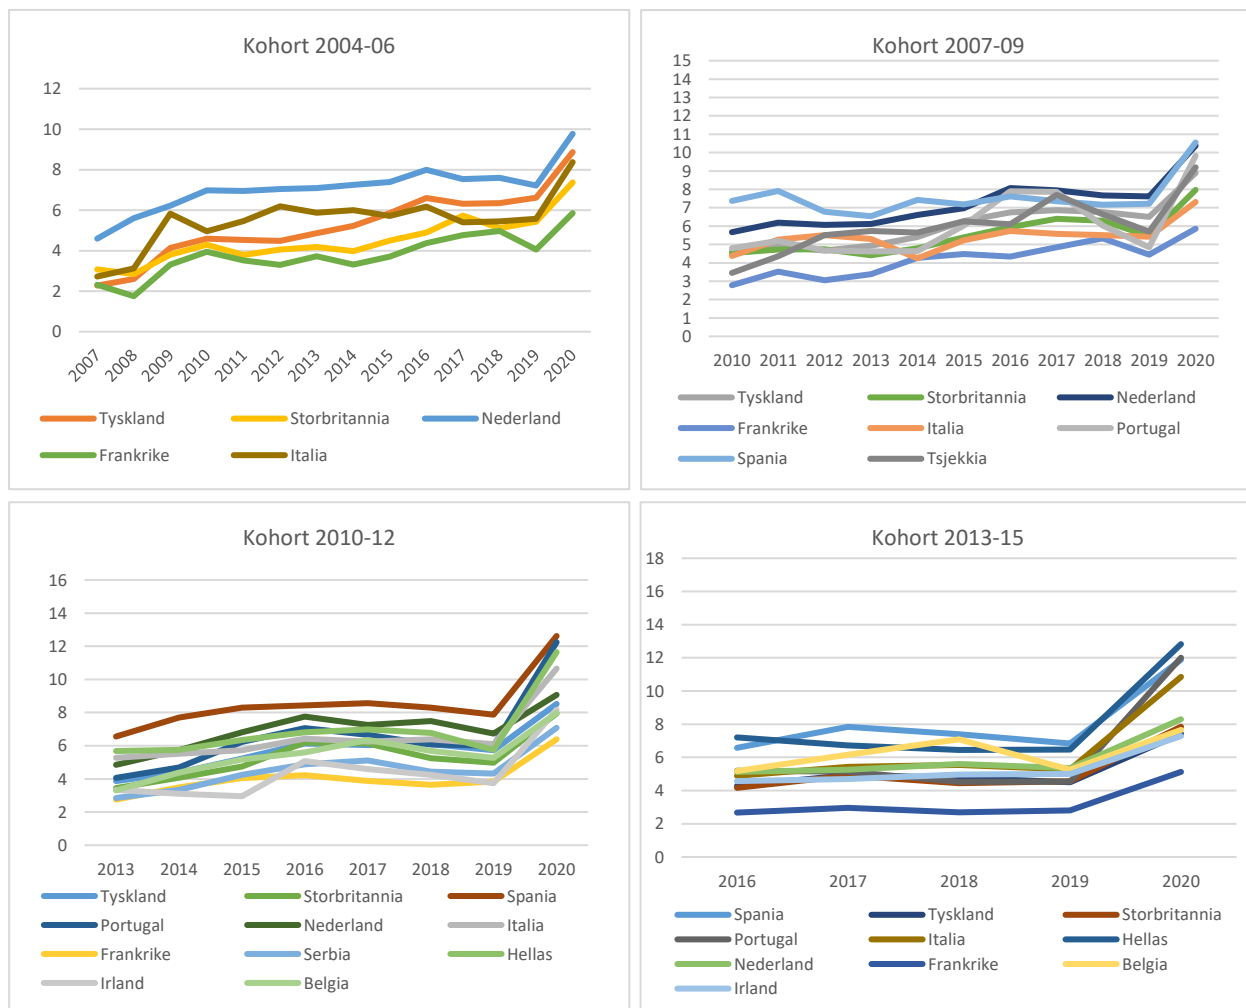 Kohort 2004-06
12
10
8
6
4
2
0
2007 2008 2009 2010 2011 2012 2013 2014 2015 2016 2017 2018 2019 2020
Tyskland Storbritannia Nederland
Frankrike Italia
Kohort 2007-09
15
14
13
12
11
10
9
8
7
6
5
4
3
2
1
0
2010 2011 2012 2013 2014 2015 2016 2017 2018 2019 2020
Tyskland Storbritannia Nederland
Frankrike Italia Portugal
Spania Tsjekkia
Kohort 2010-12
16
14
12
10
8
6
4
2
0
2013 2014 2015 2016 2017 2018 2019 2020
Tyskland Storbritannia Spania
Portugal Nederland Italia
Frankrike Serbia Hellas
Irland Belgia
Kohort 2013-15
18
16
14
12
10
8
6
4
2
0
2016 2017 2018 2019 2020
Spania Tyskland Storbritannia
Portugal Italia Hellas
Nederland Frankrike Belgia
Irland